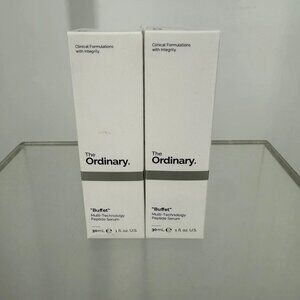 Clinical Formulations
with Integrity.
The
Ordinary.
"Buffet"
Multi-Technology
Peptide Serum
30mL e 1 fl. oz. U.S.
Clinical Formulations
with Integrity.
The
Ordinary.
"Buffet"
Multi-Technology
Peptide Serum
30mL e 1 fl. oz. U.S.